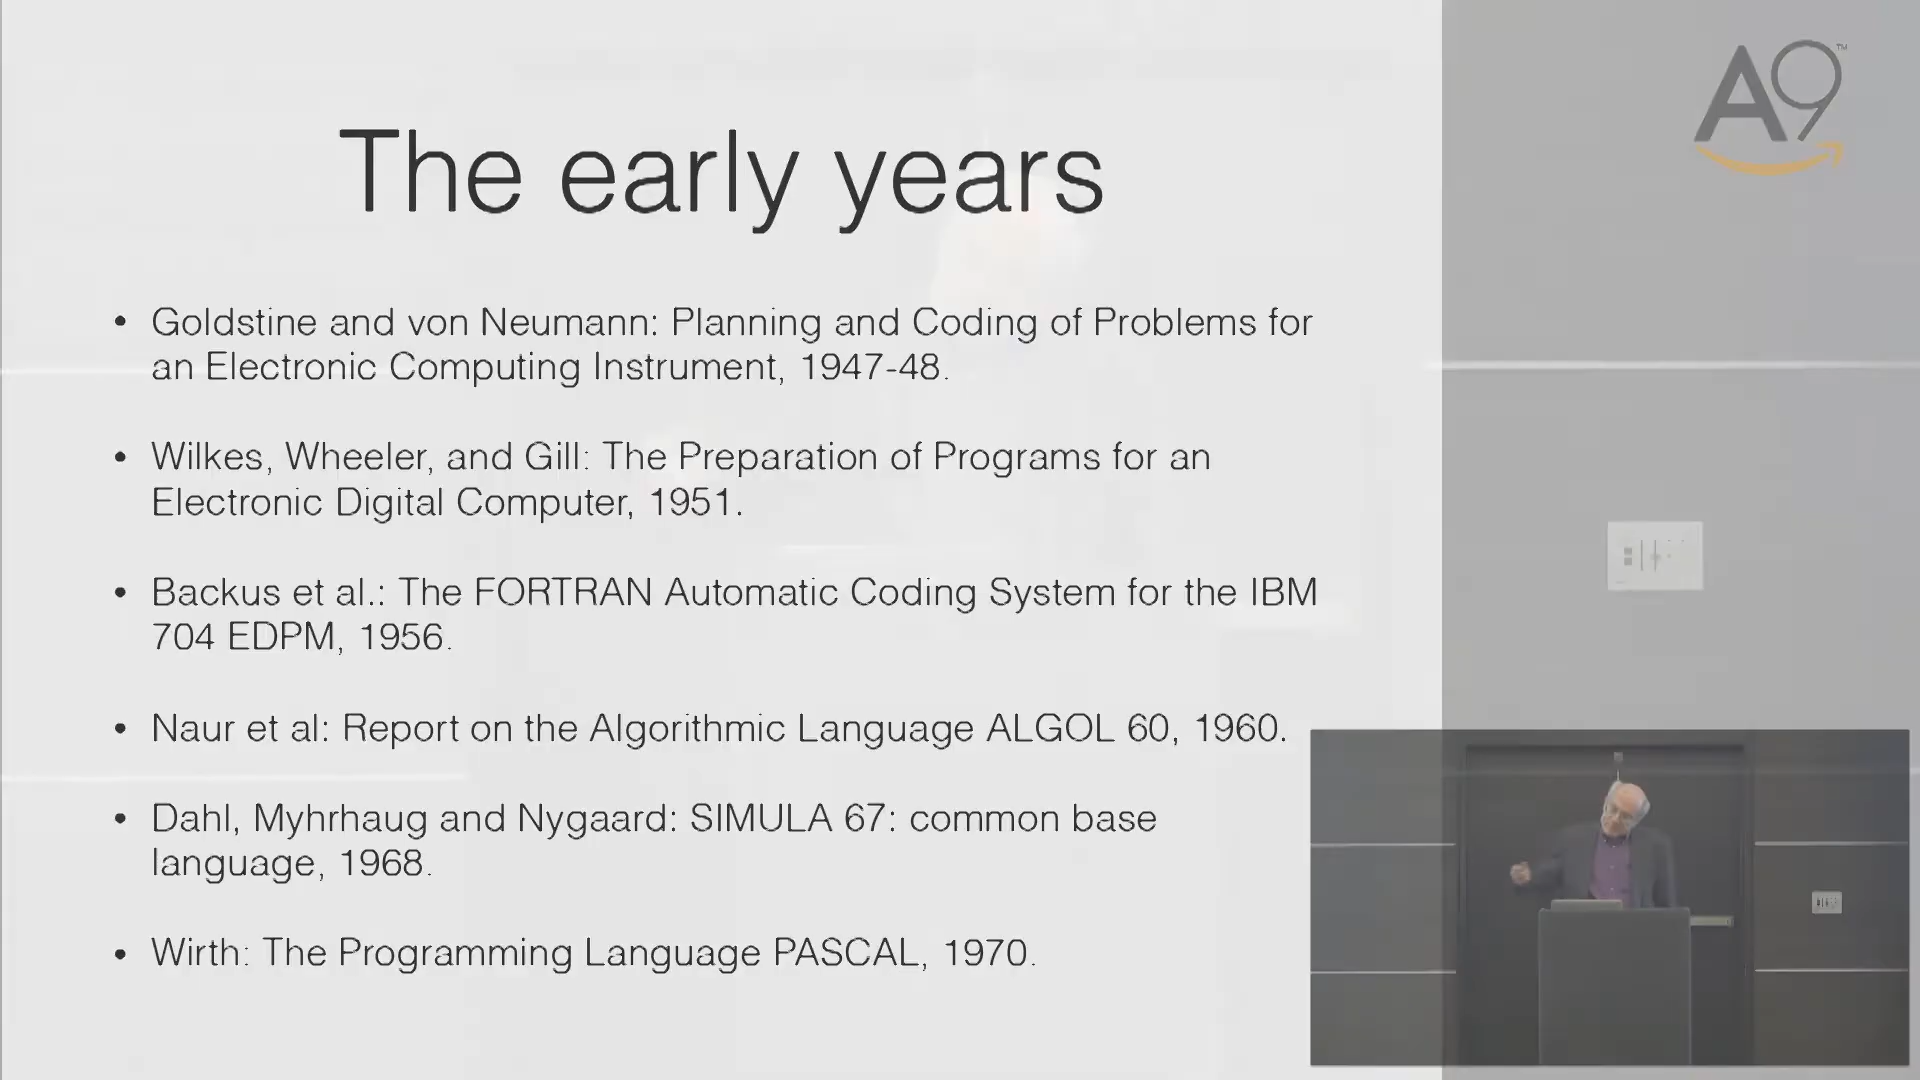 A9™
The early years
• Goldstine and von Neumann: Planning and Coding of Problems for
an Electronic Computing Instrument, 1947-48.
• Wilkes, Wheeler, and Gill: The Preparation of Programs for an
Electronic Digital Computer, 1951.
• Backus et al.: The FORTRAN Automatic Coding System for the IBM
704 EDPM, 1956.
• Naur et al: Report on the Algorithmic Language ALGOL 60, 1960.
• Dahl, Myhrhaug and Nygaard: SIMULA 67: common base
language, 1968.
• Wirth: The Programming Language PASCAL, 1970.